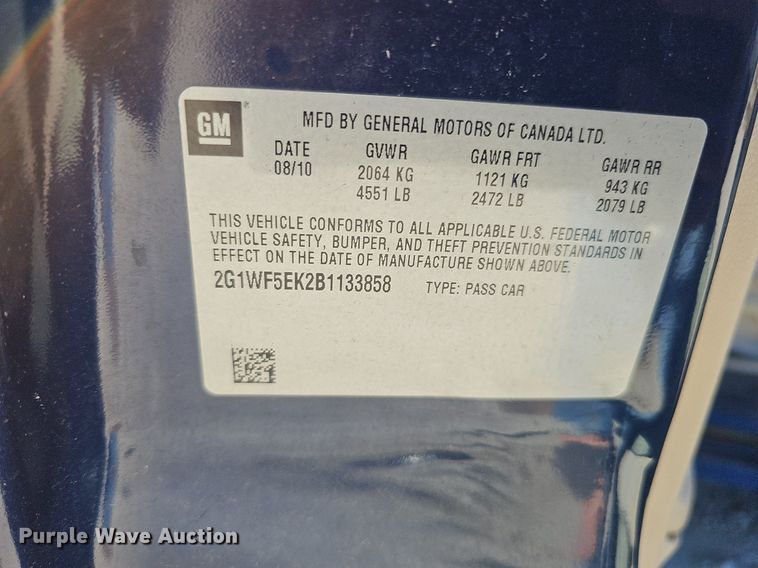 GM ®
MFD BY GENERAL MOTORS OF CANADA LTD.
DATE GVWR GAWR FRT GAWR RR
08/10 2064 KG 1121 KG 943 KG
4551 LB 2472 LB 2079 LB
THIS VEHICLE CONFORMS TO ALL APPLICABLE U.S. FEDERAL MOTOR
VEHICLE SAFETY, BUMPER, AND THEFT PREVENTION STANDARDS IN
EFFECT ON THE DATE OF MANUFACTURE SHOWN ABOVE.
2G1WF5EK2B1133858 TYPE: PASS CAR
Purple Wave Auction